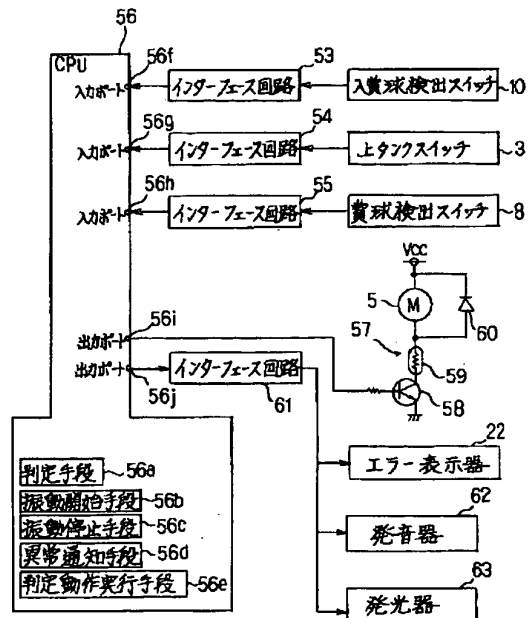 56
CPU
56f
入力ポート
53
インターフェース回路
入賞球検出スイッチ
10
56g
入力ポート
54
インターフェース回路
上タンクスイッチ
3
56h
入力ポート
55
インターフェース回路
賞球検出スイッチ
8
VCC
5
M
60
57
59
58
56i
出力ポート
出力ポート
56j
インターフェース回路
61
22
エラー表示器
62
発音器
63
発光器
判定手段
56a
振動開始手段
56b
振動停止手段
56c
異常通知手段
56d
判定動作実行手段
56e